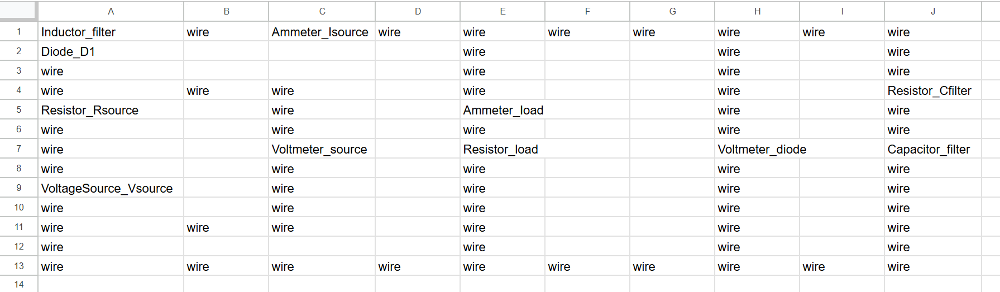 A B C D E F G H I J
1 Inductor_filter wire Ammeter_Isource wire wire wire wire wire wire wire
2 Diode_D1 wire wire wire
3 wire wire wire wire
4 wire wire wire wire wire Resistor_Cfilter
5 Resistor_Rsource wire Ammeter_load wire wire
6 wire wire wire wire wire
7 wire Voltmeter_source Resistor_load Voltmeter_diode Capacitor_filter
8 wire wire wire wire wire
9 VoltageSource_Vsource wire wire wire wire
10 wire wire wire wire wire
11 wire wire wire wire wire wire
12 wire wire wire wire
13 wire wire wire wire wire wire wire wire wire wire
14